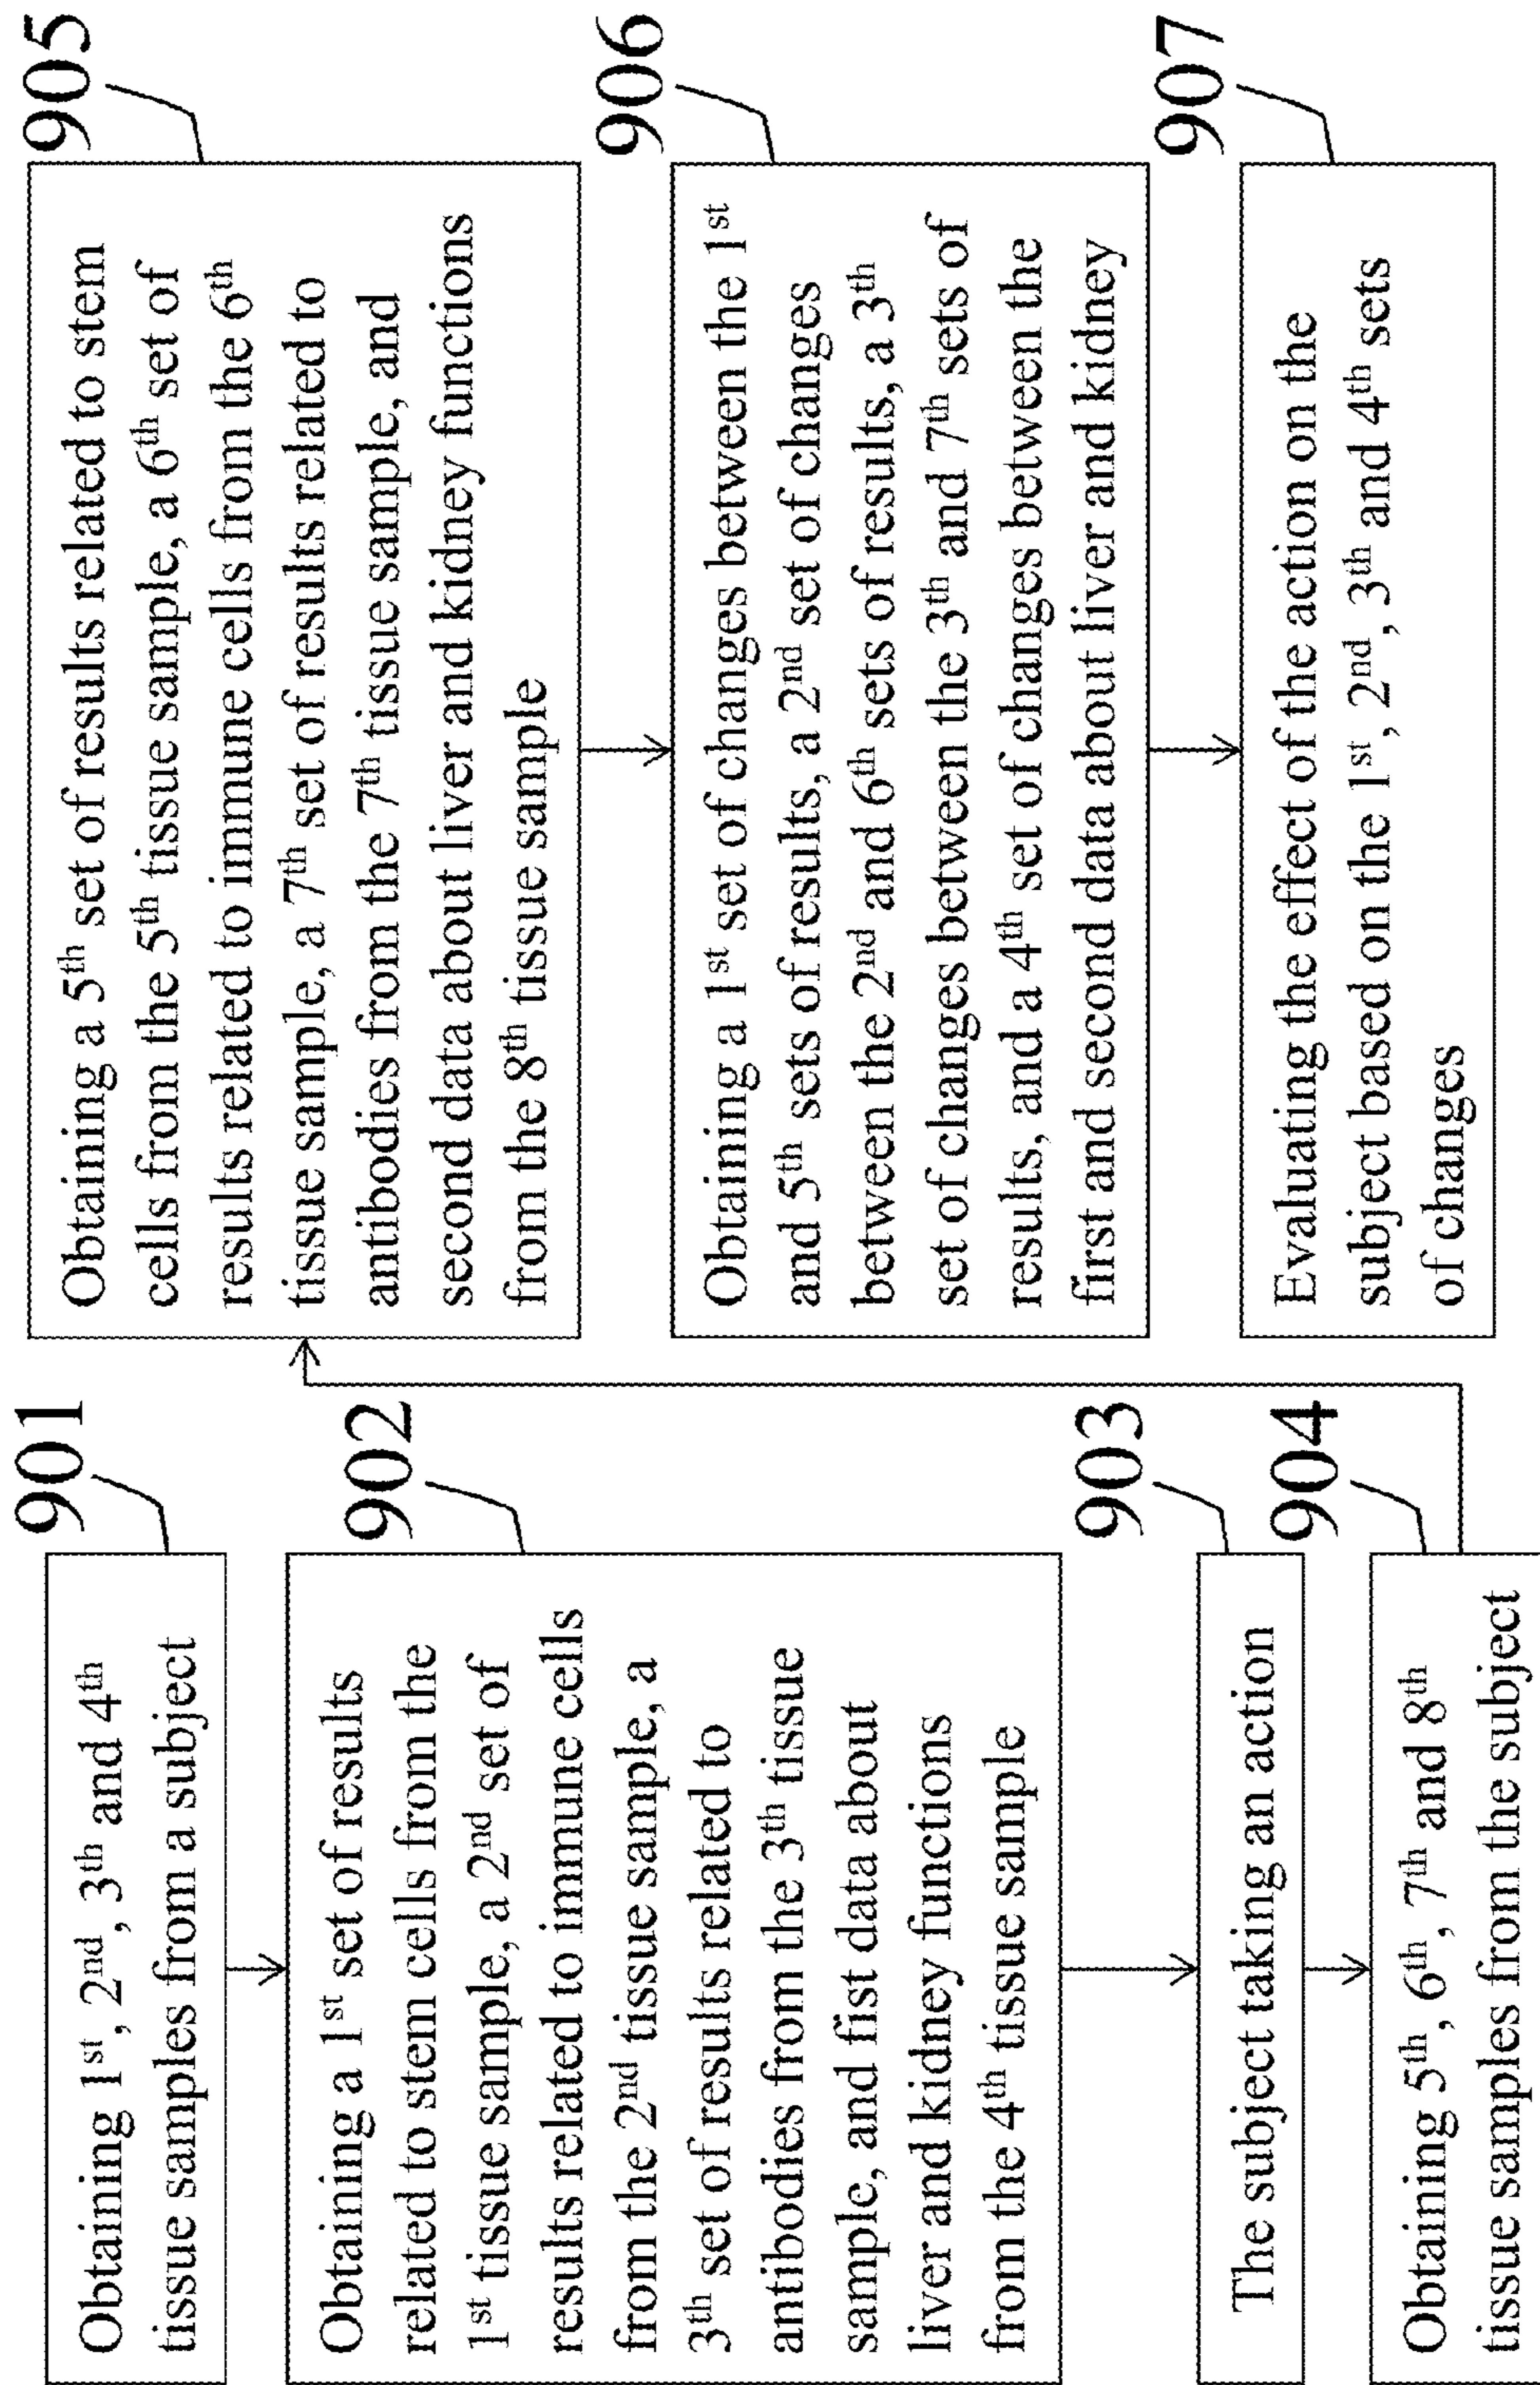 901
Obtaining 1st, 2nd, 3th and 4th
tissue samples from a subject
902
Obtaining a 1st set of results
related to stem cells from the
1st tissue sample, a 2nd set of
results related to immune cells
from the 2nd tissue sample, a
3th set of results related to
antibodies from the 3th tissue
sample, and fist data about
liver and kidney functions
from the 4th tissue sample
903
The subject taking an action
904
Obtaining 5th, 6th, 7th and 8th
tissue samples from the subject
905
Obtaining a 5th set of results related to stem
cells from the 5th tissue sample, a 6th set of
results related to immune cells from the 6th
tissue sample, a 7th set of results related to
antibodies from the 7th tissue sample, and
second data about liver and kidney functions
from the 8th tissue sample
906
Obtaining a 1st set of changes between the 1st
and 5th sets of results, a 2nd set of changes
between the 2nd and 6th sets of results, a 3th
set of changes between the 3th and 7th sets of
results, and a 4th set of changes between the
first and second data about liver and kidney
907
Evaluating the effect of the action on the
subject based on the 1st, 2nd, 3th and 4th sets
of changes